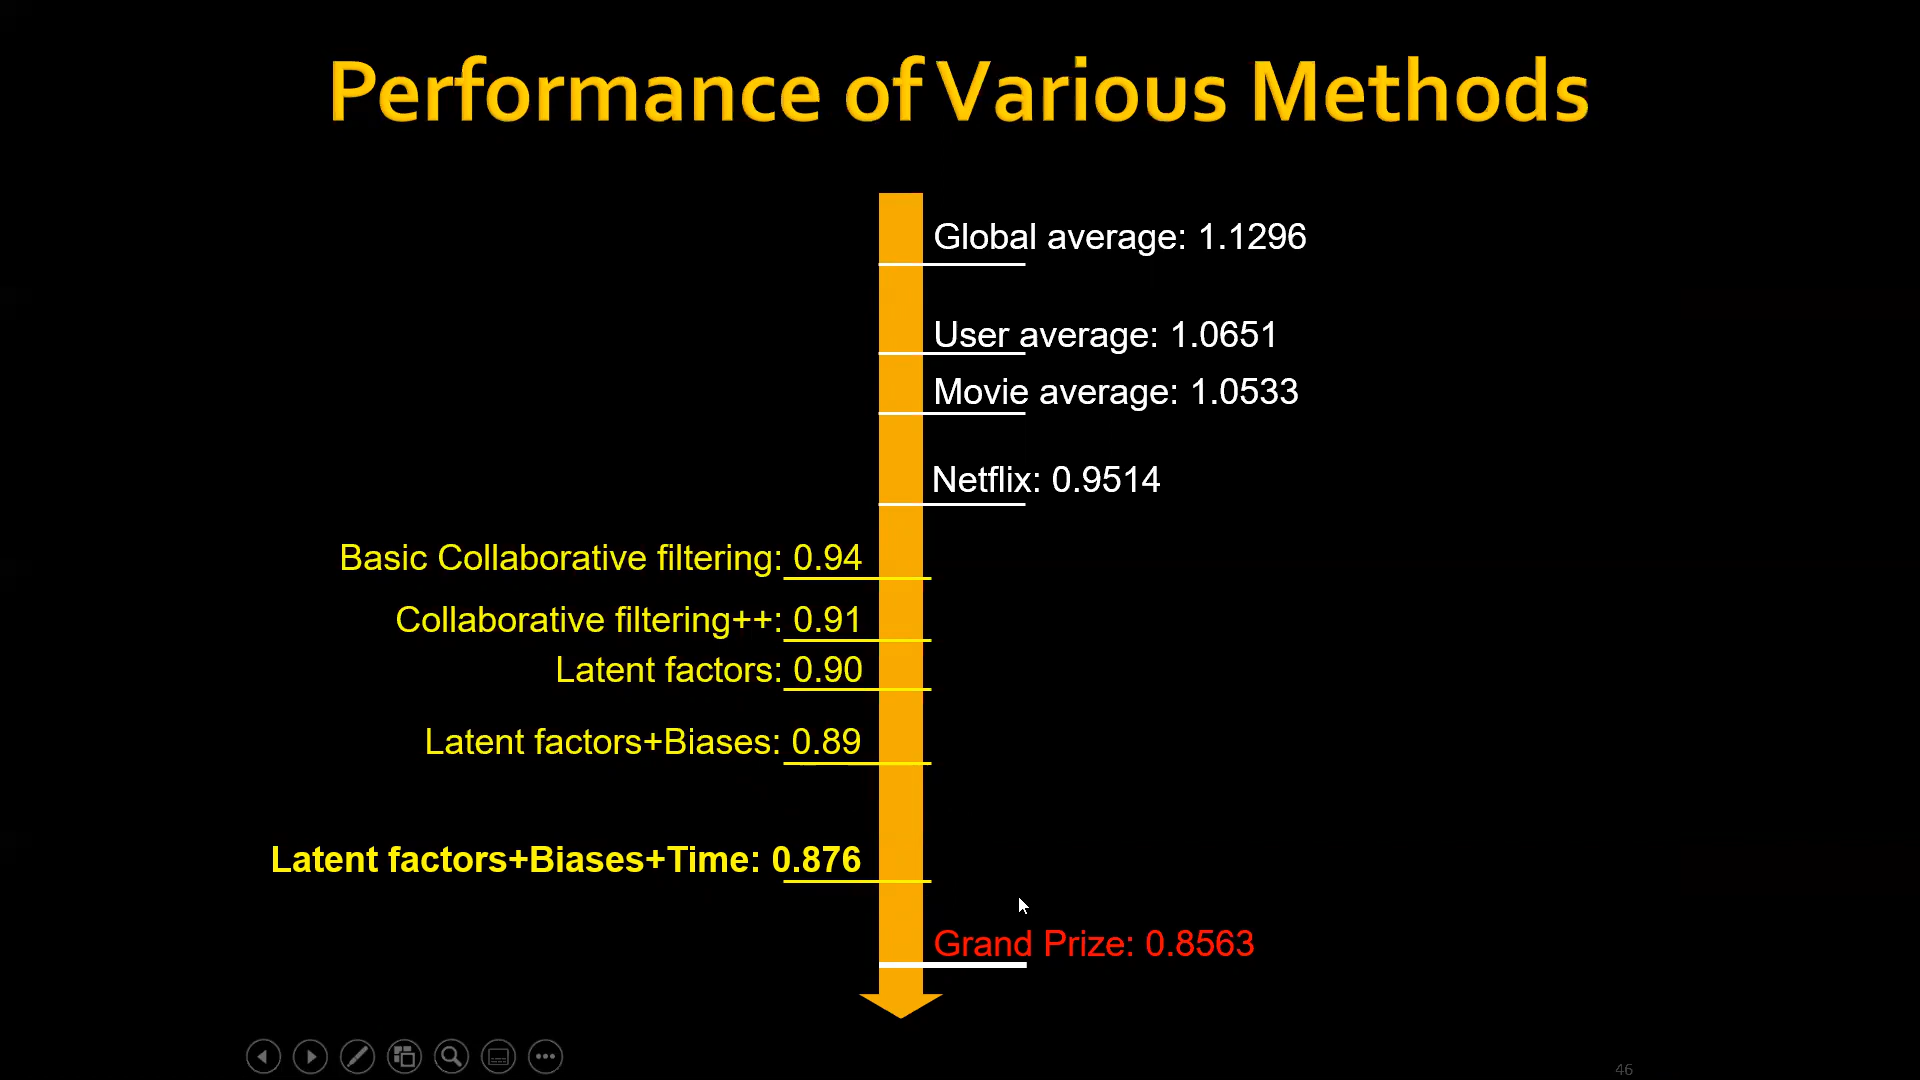 Performance of Various Methods
Global average: 1.1296
User average: 1.0651
Movie average: 1.0533
Netflix: 0.9514
Basic Collaborative filtering: 0.94
Collaborative filtering++: 0.91
Latent factors: 0.90
Latent factors+Biases: 0.89
Latent factors+Biases+Time: 0.876
Grand Prize: 0.8563
46